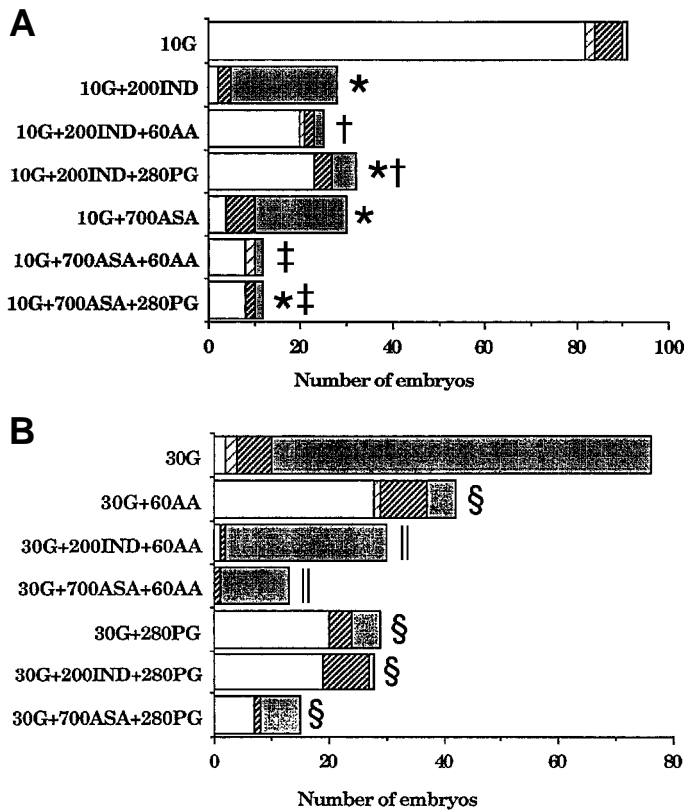 A
10G
10G+200IND
*
10G+200IND+60AA
†
10G+200IND+280PG
*†
10G+700ASA
*
10G+700ASA+60AA
‡
10G+700ASA+280PG
*‡
0 20 40 60 80 100
Number of embryos
B
30G
30G+60AA
§
30G+200IND+60AA
||
30G+700ASA+60AA
||
30G+280PG
§
30G+200IND+280PG
§
30G+700ASA+280PG
§
0 20 40 60 80
Number of embryos